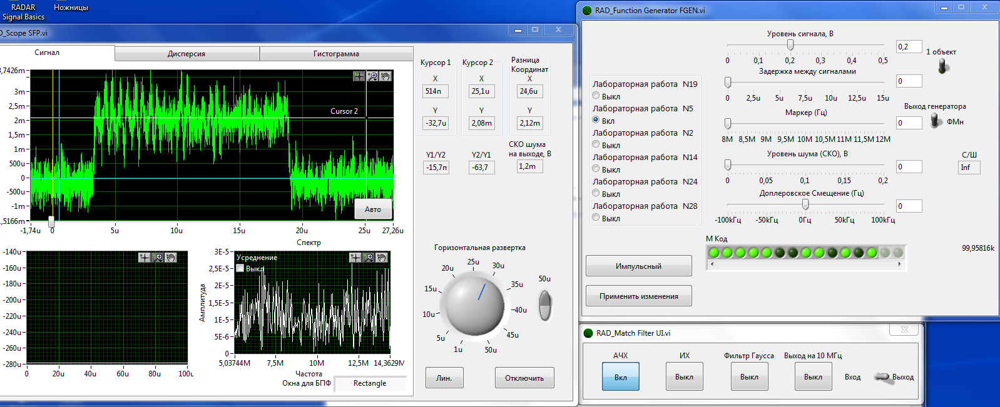 RADAR
Signal Basics
Ножницы
D_Scope SFP.vi
Сигнал
Дисперсия
Гистограмма
3,7426m
3m
2,5m
2m
1,5m
1m
500u
0
-500u
-1m
-1,5166m
Cursor 2
Авто
-1,74u 0 5u 10u 15u 20u 25u 27,26u
Курсор 1
X
514n
Y
-32,7u
Курсор 2
X
25,1u
Y
2,08m
Разница
Координат
X
24,6u
Y
2,12m
Y1/Y2
-15,7m
Y2/Y1
-63,7
СКО шума
на выходе, В
1,2m
Спектр
-140u
-160u
-180u
-200u
-220u
-240u
-260u
-280u
0 20u 40u 60u 80u 100u
Амплитуда
3E-5
2,5E-5
2E-5
1,5E-5
1E-5
5E-6
0
Усреднение
Выкл
5,03744M 7,5M 10M 12,5M 14,3629M
Частота
Окна для БПФ
Rectangle
Горизонтальная развертка
1u
5u
10u
15u
20u
25u
30u
35u
40u
45u
50u
50u
Лин.
Отключить
RAD_Function Generator FGEN.vi
Лабораторная работа N19
Выкл
Лабораторная работа N5
Вкл
Лабораторная работа N2
Выкл
Лабораторная работа N14
Выкл
Лабораторная работа N24
Выкл
Лабораторная работа N28
Выкл
Импульсный
Применить изменения
Уровень сигнала, В
0 0,1 0,2 0,3 0,4 0,5
0,2
1 объект
Задержка между сигналами
0 2,5u 5u 7,5u 10u 12,5u 15u
0
Маркер (Гц)
8M 8,5M 9M 9,5M 10M 10,5M 11M 11,5M 12M
0
Выход генератора
ФМн
Уровень шума (СКО), В
0 0,05 0,1 0,15 0,2
0
С/Ш
Inf
Доплеровское Смещение (Гц)
-100кГц -50кГц 0Гц 50кГц 100кГц
0
М Код
99,95816k
RAD_Match Filter UI.vi
АЧХ
Вкл
ИХ
Выкл
Фильтр Гаусса
Выкл
Выход на 10 МГц
Выкл
Вход
Выход